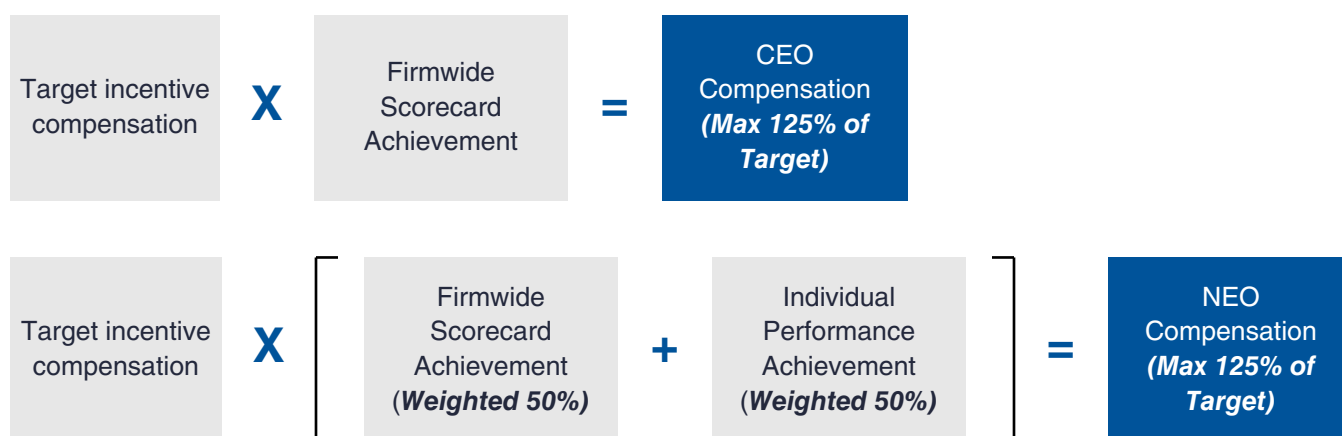 Target incentive
compensation
X
Firmwide
Scorecard
Achievement
=
CEO
Compensation
(Max 125% of
Target)
Target incentive
compensation
X
Firmwide
Scorecard
Achievement
(Weighted 50%)
+
Individual
Performance
Achievement
(Weighted 50%)
=
NEO
Compensation
(Max 125% of
Target)